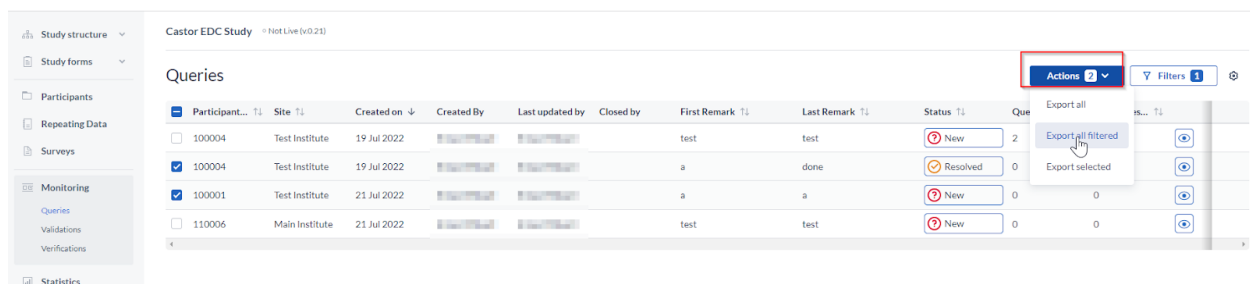 Castor EDC Study Not Live (v.0.21)
Study structure
Study forms
Participants
Repeating Data
Surveys
Monitoring
Queries
Validations
Verifications
Statistics
Queries
Actions 2
Filters 1
Export all
Export all filtered
Export selected
Participant... Site Created on Created By Last updated by Closed by First Remark Last Remark Status Que es...
100004 Test Institute 19 Jul 2022 test test New 2
100004 Test Institute 19 Jul 2022 a done Resolved 0
100001 Test Institute 21 Jul 2022 a a New 0 0
110006 Main Institute 21 Jul 2022 test test New 0 0